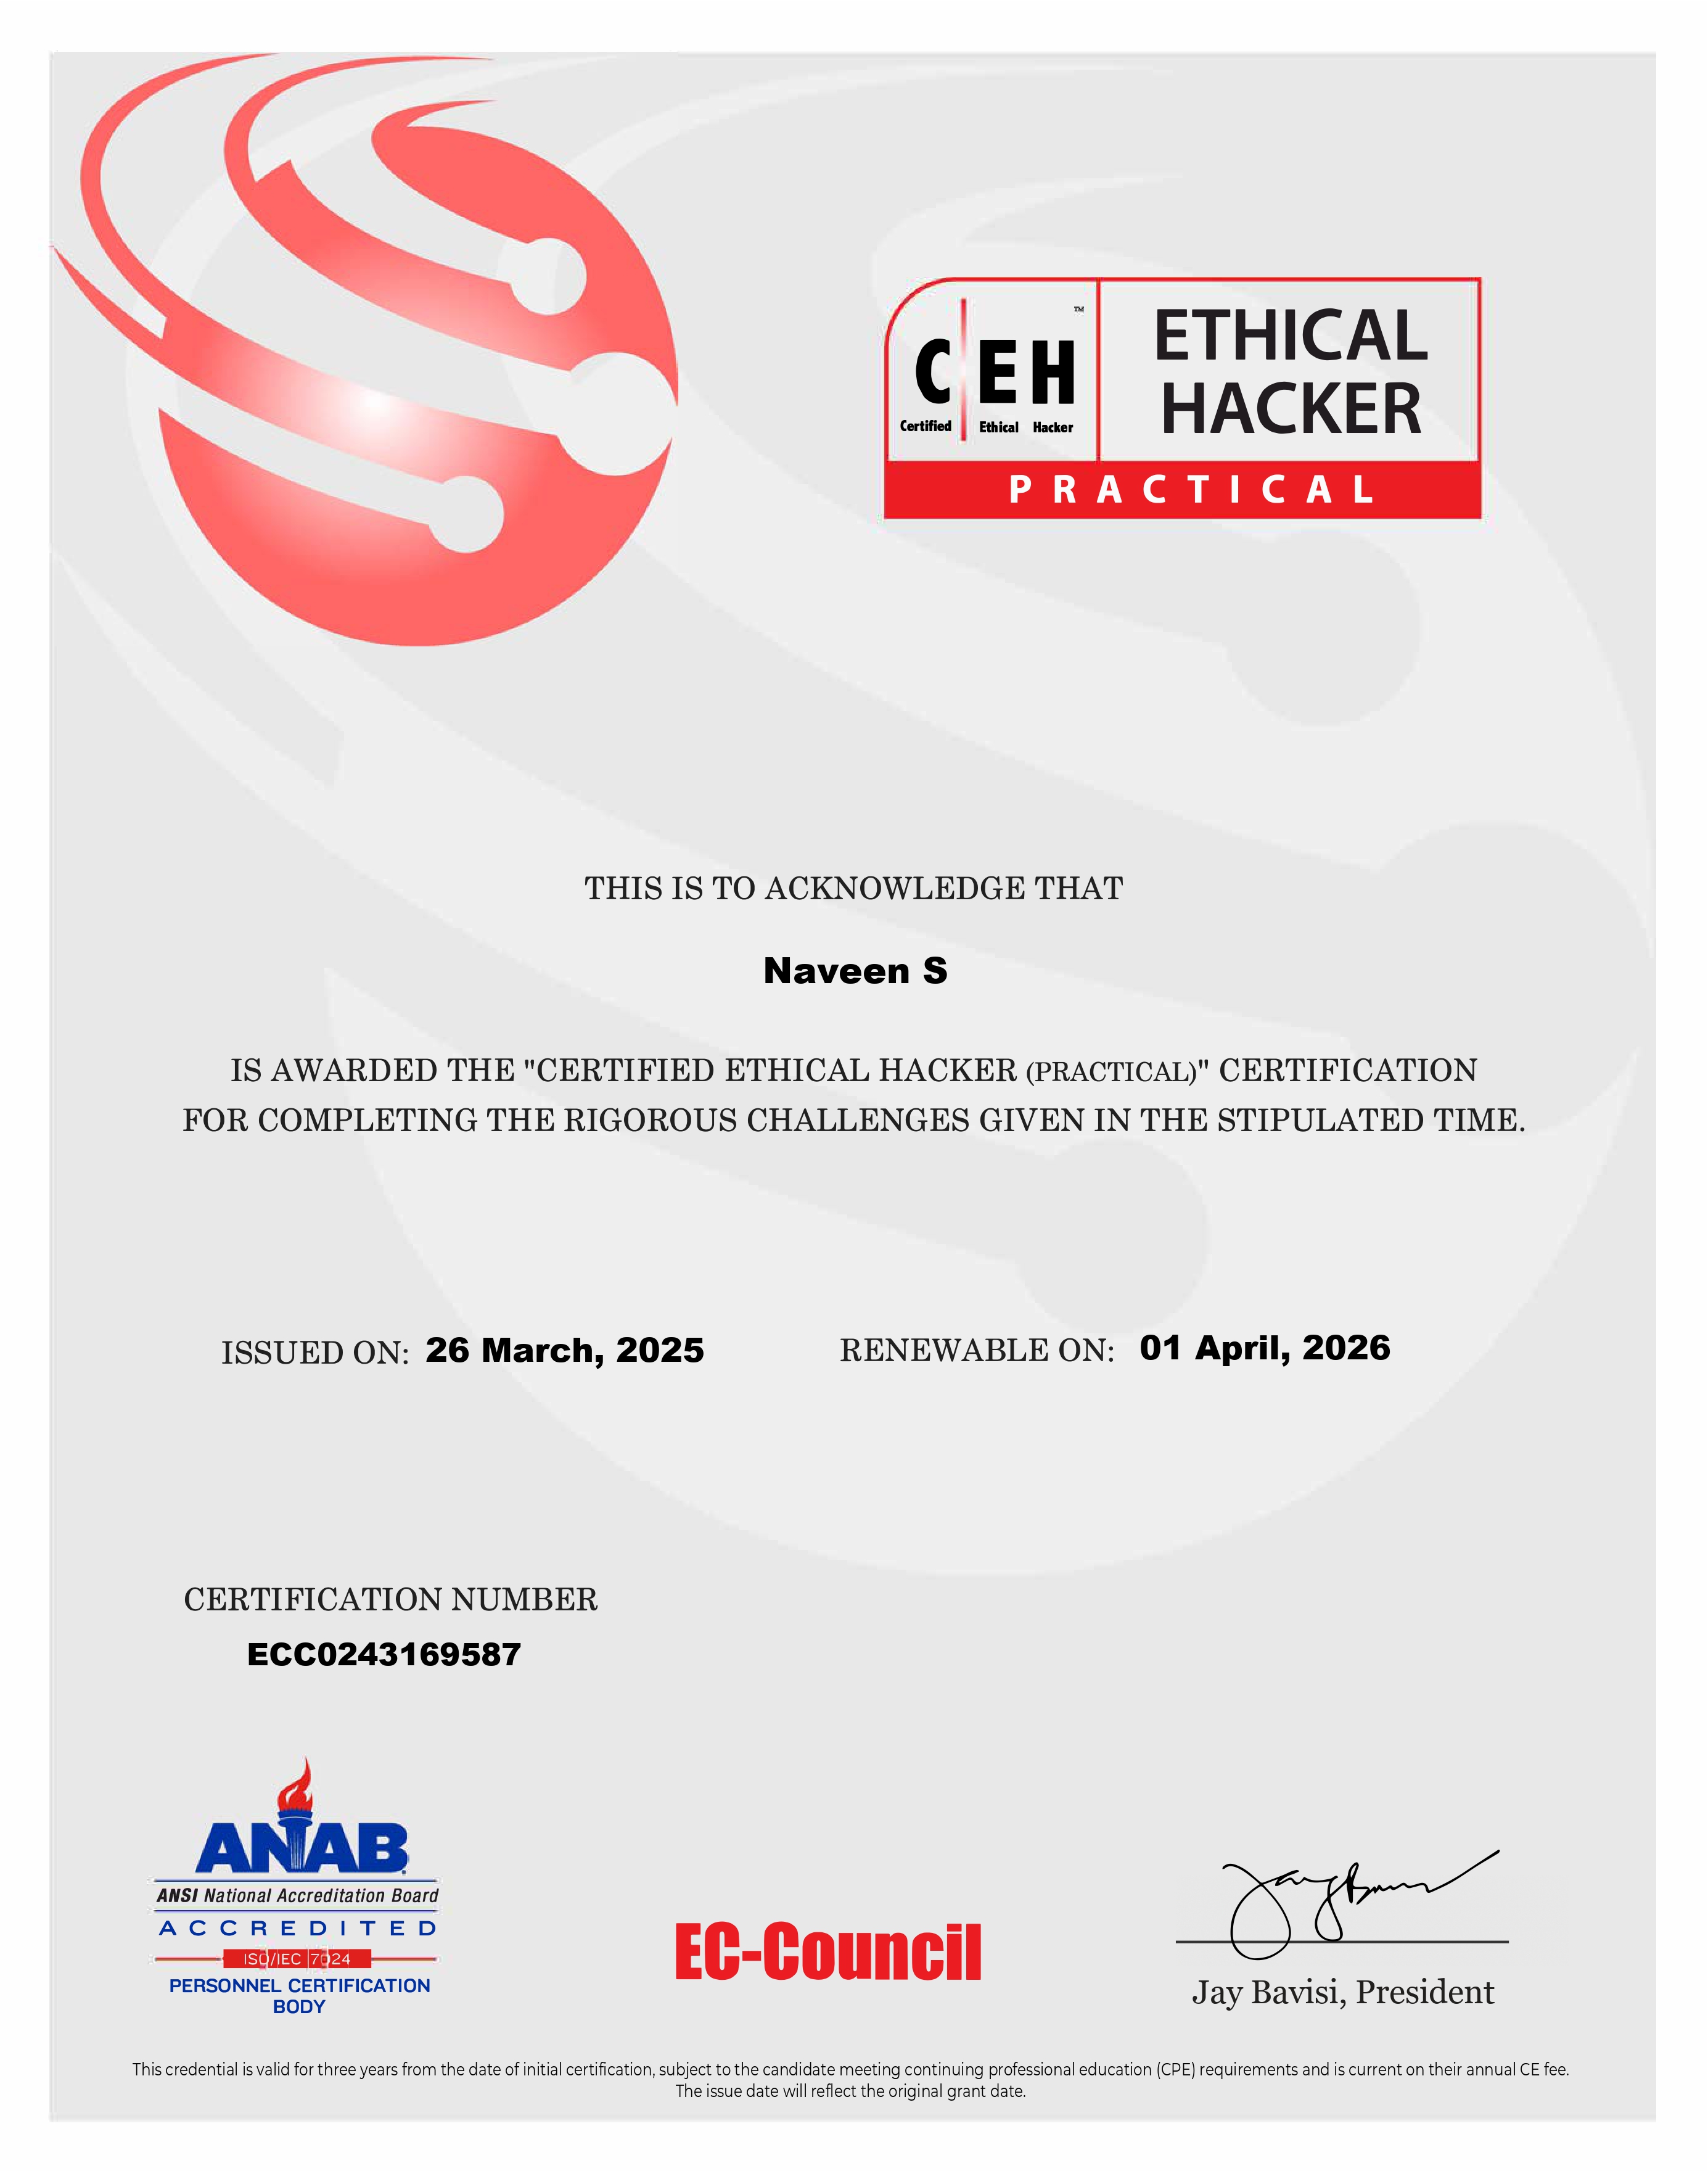 C EH
™
Certified Ethical Hacker
ETHICAL
HACKER
PRACTICAL
THIS IS TO ACKNOWLEDGE THAT
Naveen S
IS AWARDED THE "CERTIFIED ETHICAL HACKER (PRACTICAL)" CERTIFICATION
FOR COMPLETING THE RIGOROUS CHALLENGES GIVEN IN THE STIPULATED TIME.
ISSUED ON: 26 March, 2025 RENEWABLE ON: 01 April, 2026
CERTIFICATION NUMBER
ECC0243169587
ANAB
ANSI National Accreditation Board
ACCREDITED
ISO/IEC 17024
PERSONNEL CERTIFICATION
BODY
EC-Council
Jay Bavisi, President
This credential is valid for three years from the date of initial certification, subject to the candidate meeting continuing professional education (CPE) requirements and is current on their annual CE fee.
The issue date will reflect the original grant date.